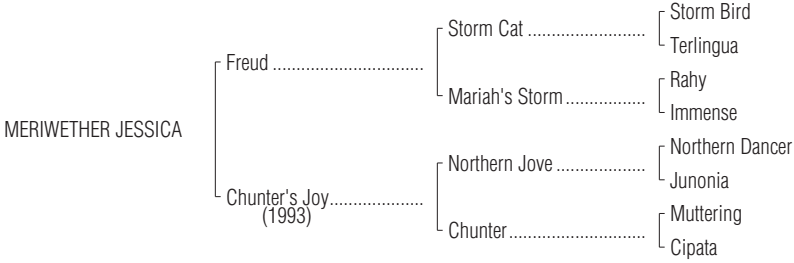 Storm Bird
Storm Cat ..........................
Terlingua
Freud ................................
Rahy
Mariah's Storm .................
Immense
MERIWETHER JESSICA
Northern Dancer
Northern Jove ...................
Junonia
Chunter's Joy....................
(1993)
Muttering
Chunter .............................
Cipata